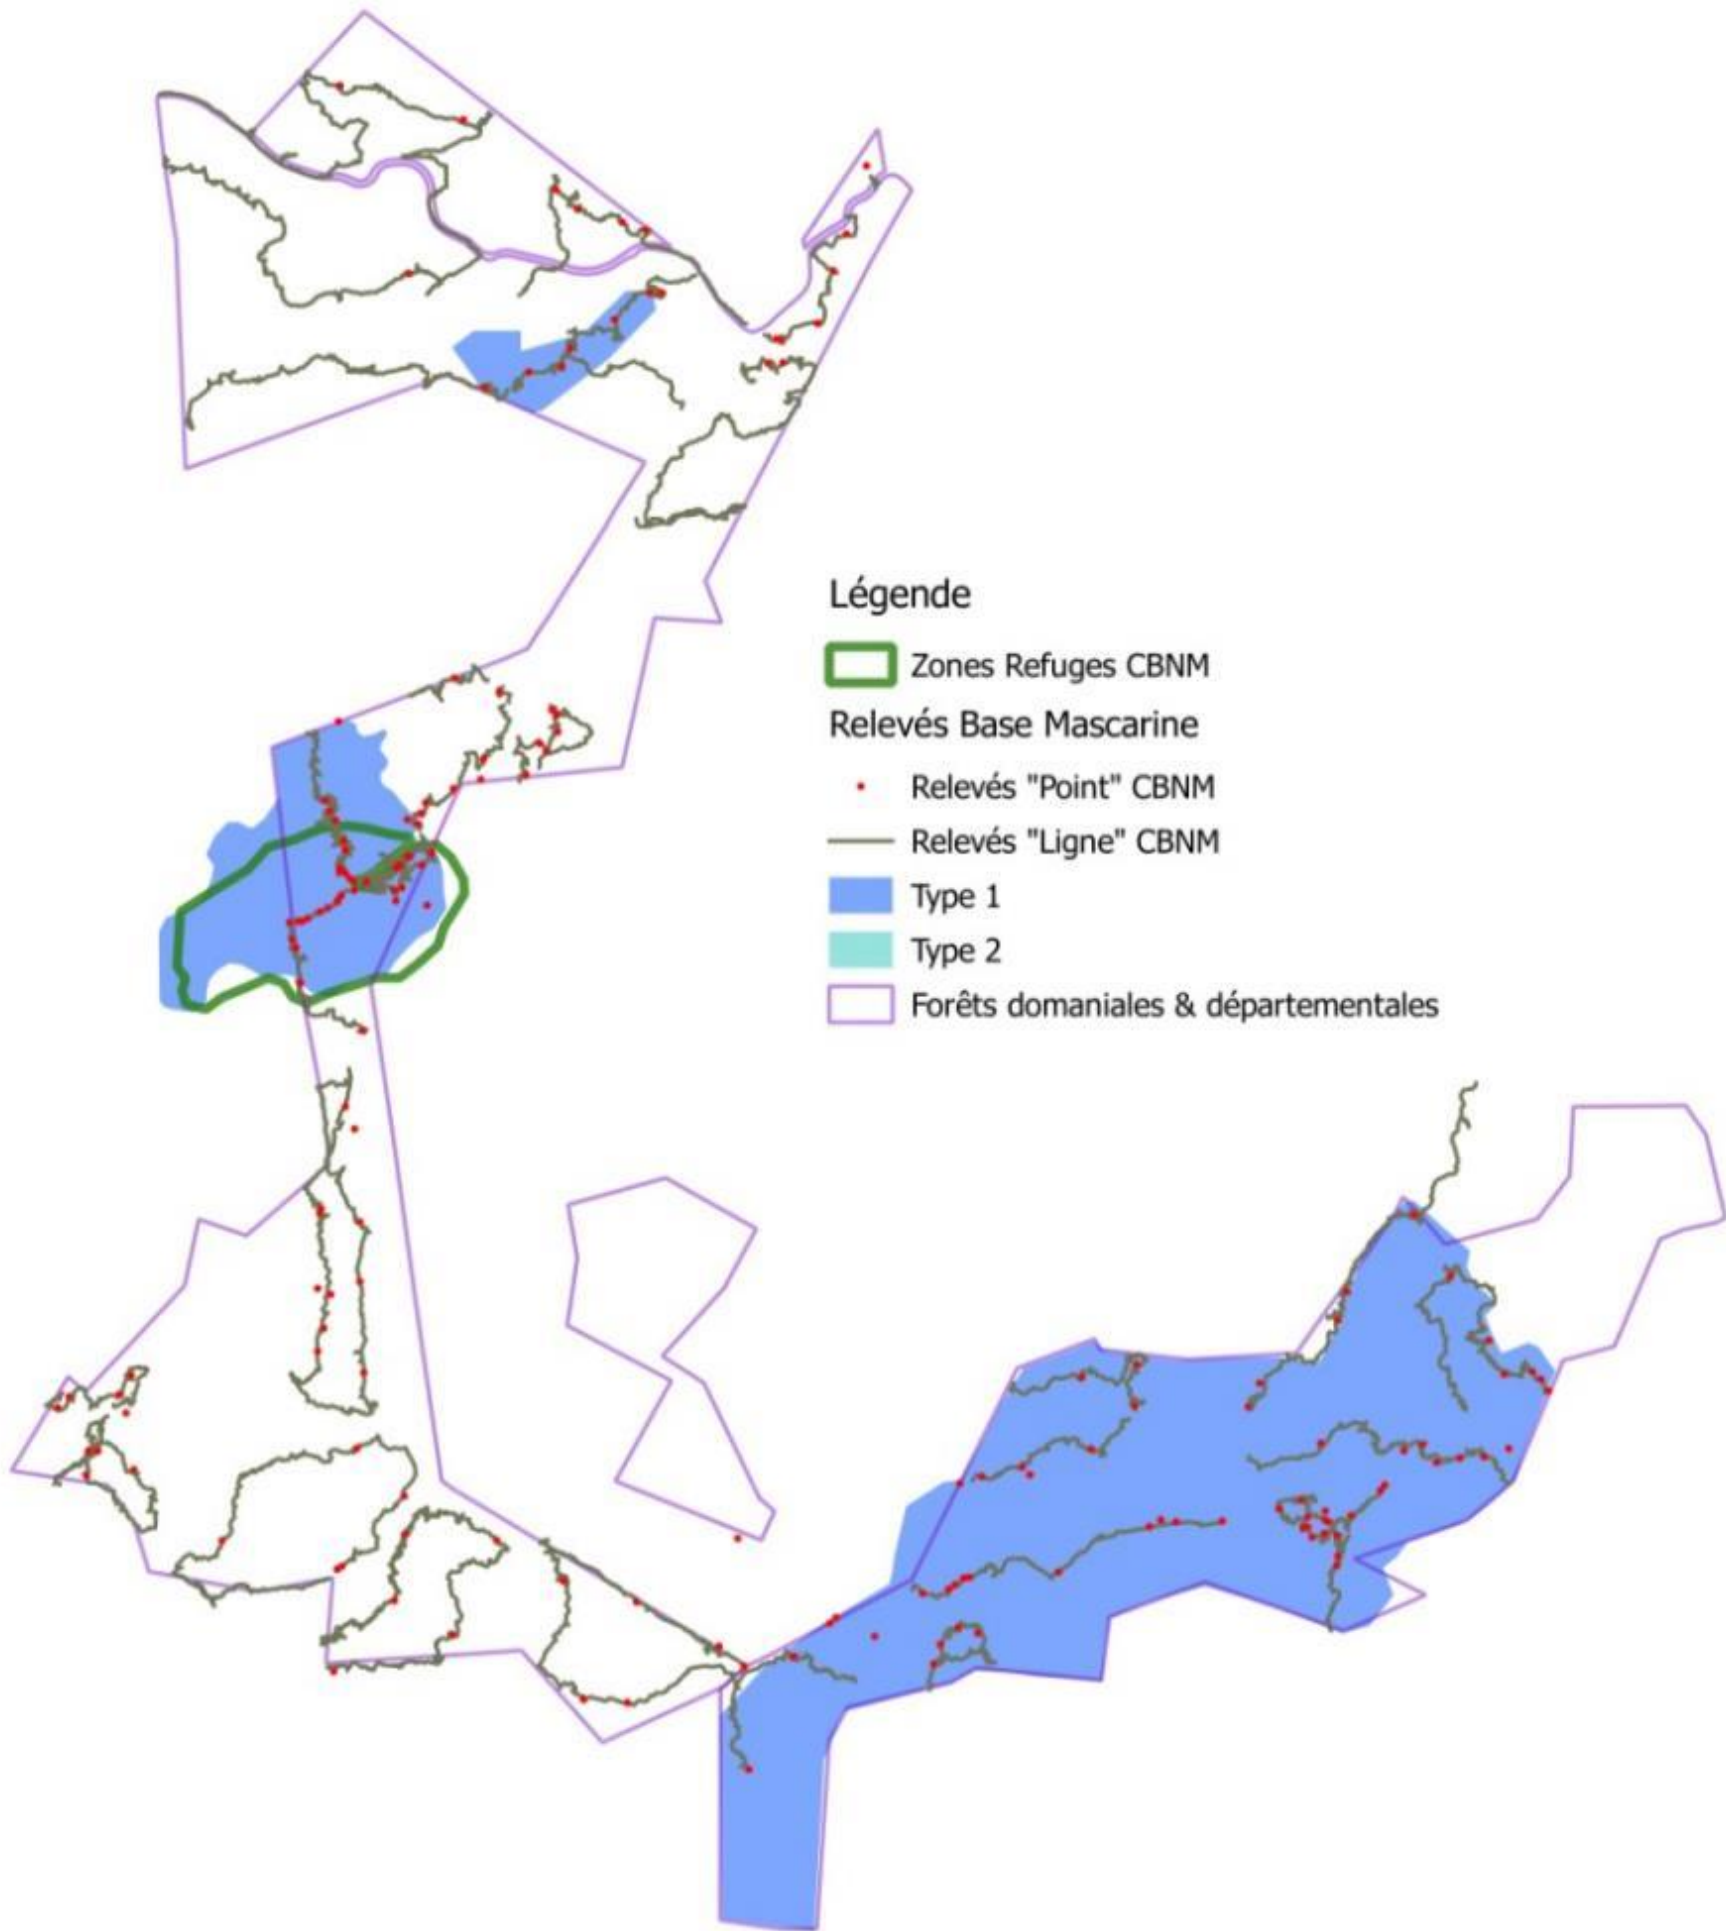 Légende
Zones Refuges CBNM
Relevés Base Mascarine
Relevés "Point" CBNM
Relevés "Ligne" CBNM
Type 1
Type 2
Forêts domaniales & départementales